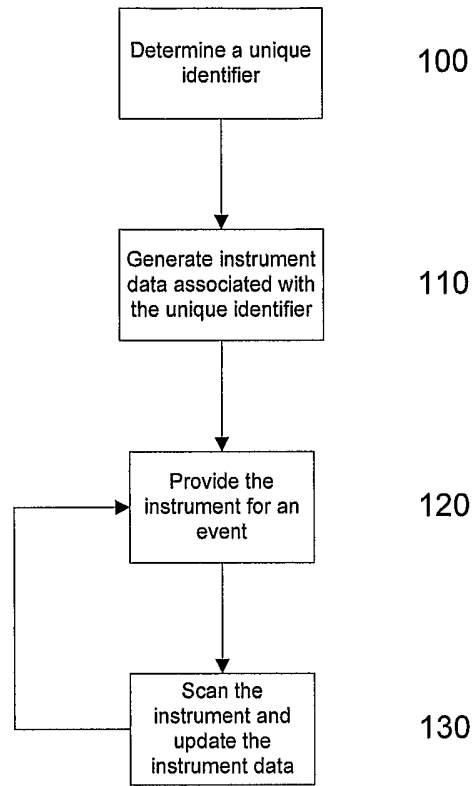 Determine a unique
identifier
100
Generate instrument
data associated with
the unique identifier
110
Provide the
instrument for an
event
120
Scan the
instrument and
update the
instrument data
130